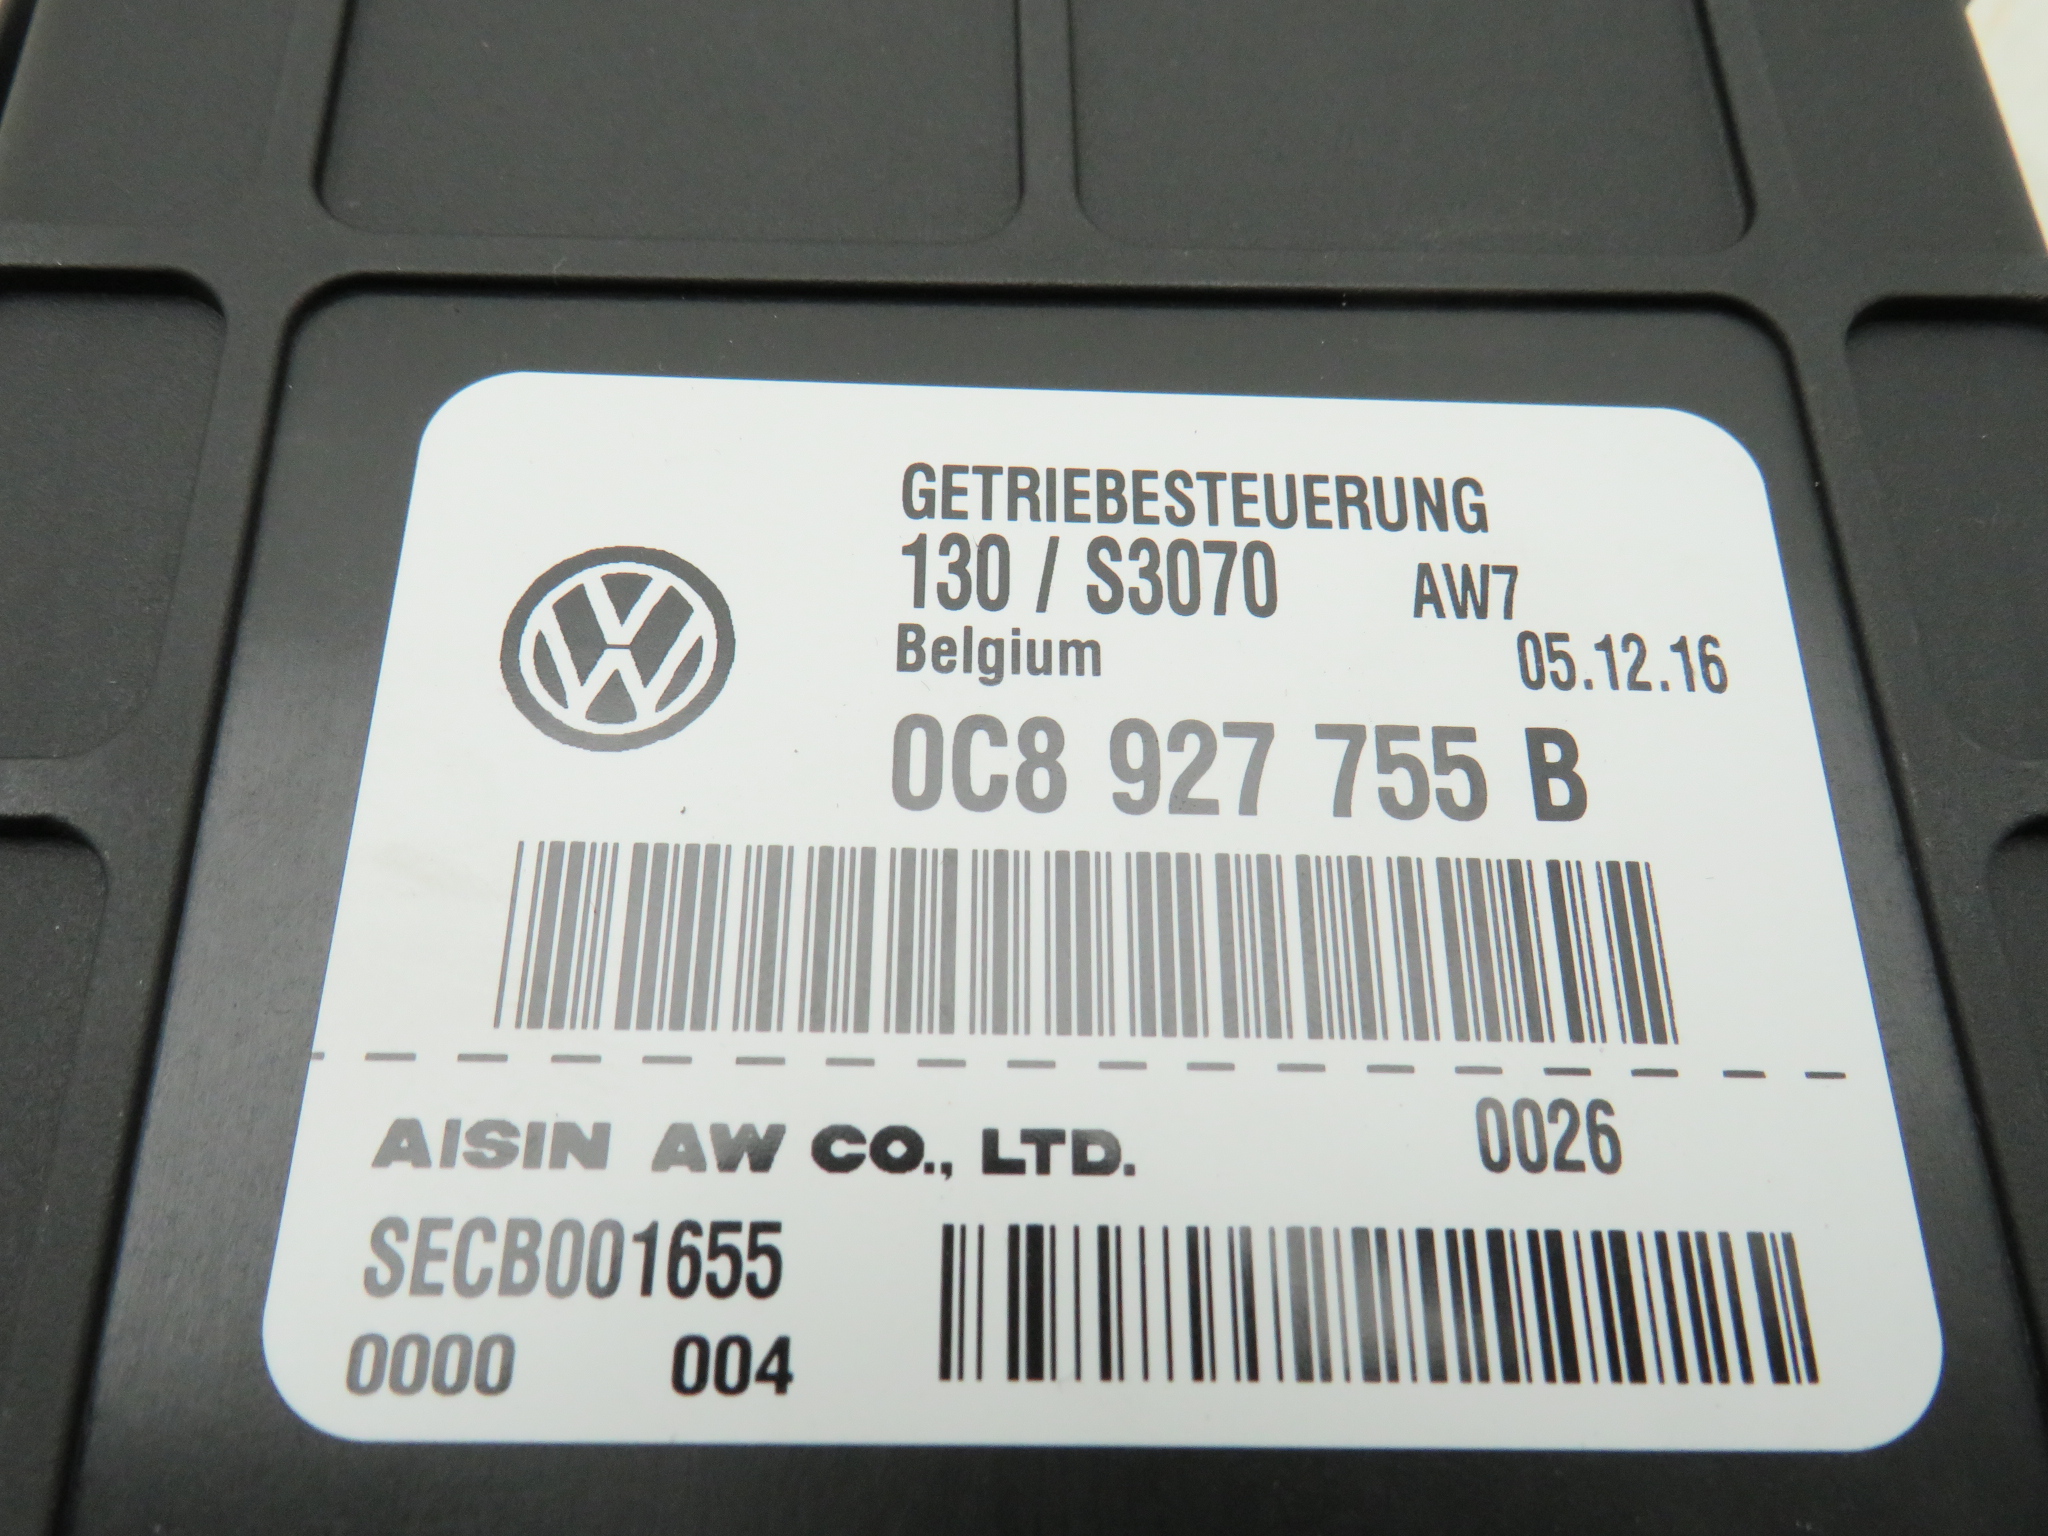 GETRIEBESTEUERUNG
130 / S3070 AW7
Belgium 05.12.16
0C8 927 755 B
AISIN AW CO., LTD. 0026
SECB001655
0000 004